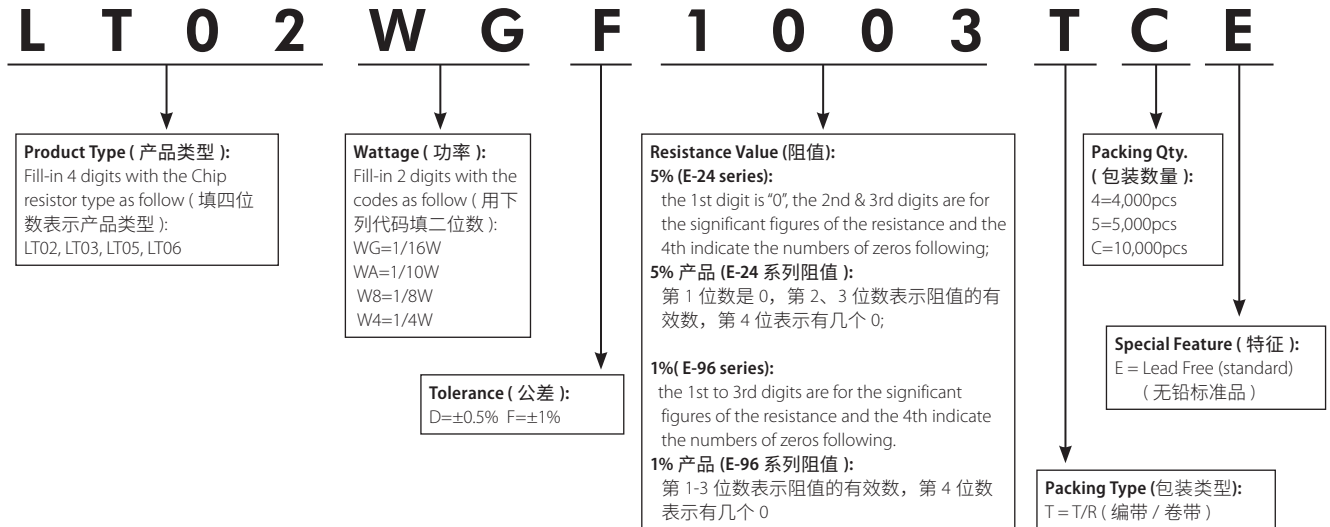 L T 0 2 W G F 1 0 0 3 T C E
Product Type ( 产品类型 ):
Fill-in 4 digits with the Chip
resistor type as follow ( 填四位
数表示产品类型 ):
LT02, LT03, LT05, LT06
Wattage ( 功率 ):
Fill-in 2 digits with the
codes as follow ( 用下
列代码填二位数 ):
WG=1/16W
WA=1/10W
W8=1/8W
W4=1/4W
Tolerance ( 公差 ):
D=±0.5% F=±1%
Resistance Value (阻值):
5% (E-24 series):
the 1st digit is “0”, the 2nd & 3rd digits are for
the significant figures of the resistance and the
4th indicate the numbers of zeros following;
5% 产品 (E-24 系列阻值 ):
第 1 位数是 0，第 2、3 位数表示阻值的有
效数，第 4 位表示有几个 0;
1%( E-96 series):
the 1st to 3rd digits are for the significant
figures of the resistance and the 4th indicate
the numbers of zeros following.
1% 产品 (E-96 系列阻值 ):
第 1-3 位数表示阻值的有效数，第 4 位数
表示有几个 0
Packing Qty.
( 包装数量 ):
4=4,000pcs
5=5,000pcs
C=10,000pcs
Special Feature ( 特征 ):
E = Lead Free (standard)
( 无铅标准品 )
Packing Type (包装类型):
T = T/R ( 编带 / 卷带 )